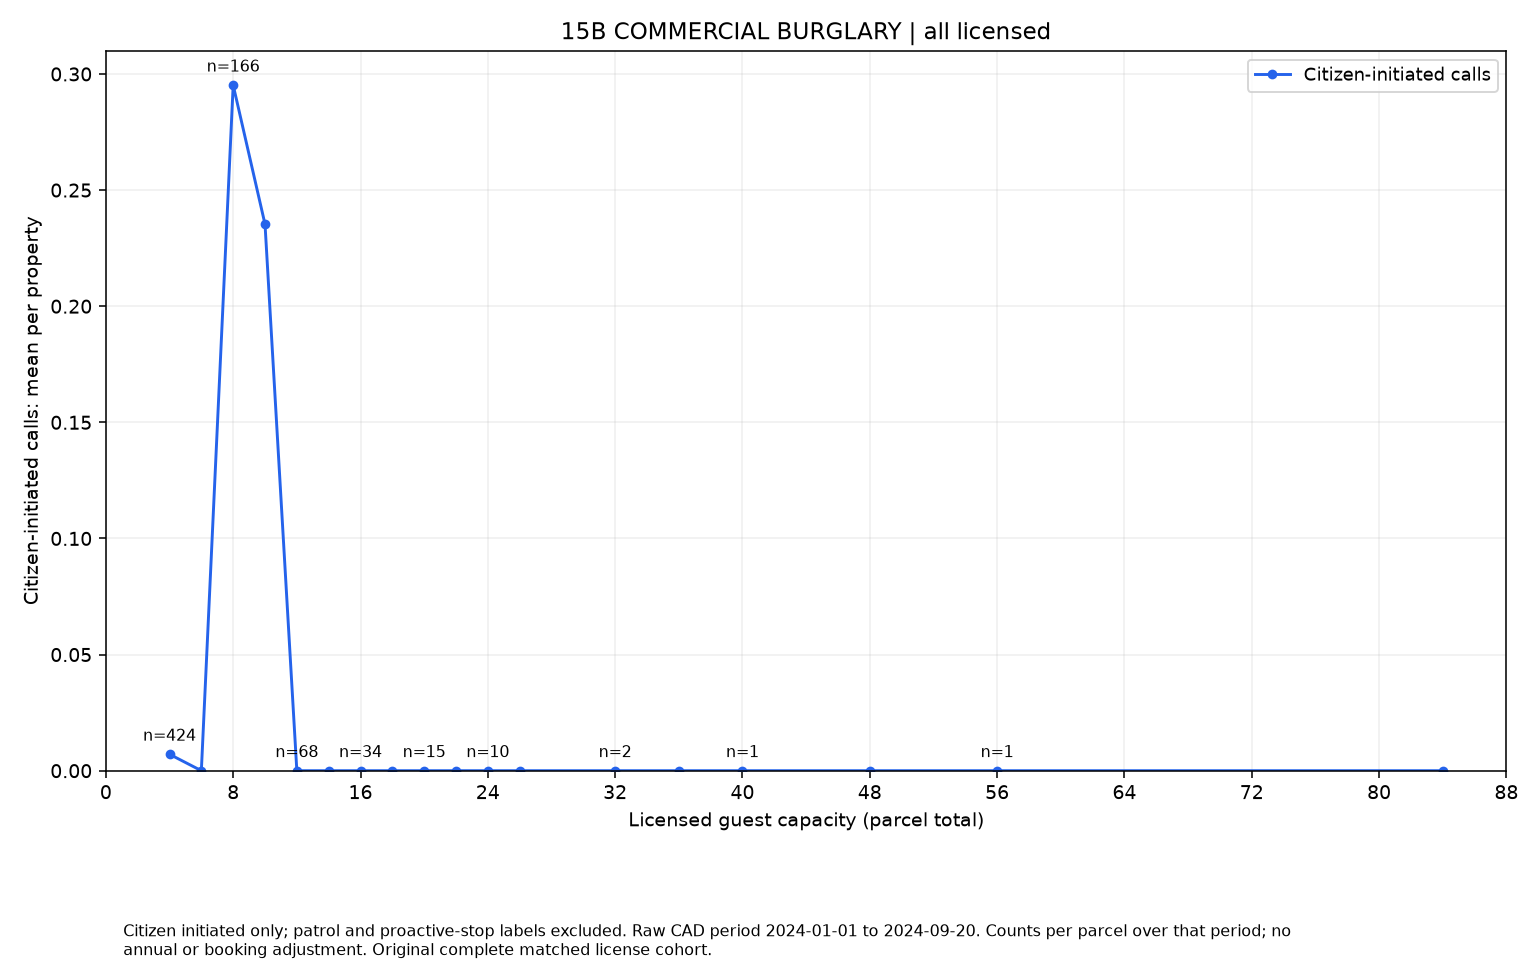 15B COMMERCIAL BURGLARY | all licensed
Citizen-initiated calls
Citizen-initiated calls: mean per property
0.30
0.25
0.20
0.15
0.10
0.05
0.00
n=166
n=424
n=68
n=34
n=15
n=10
n=2
n=1
n=1
0 8 16 24 32 40 48 56 64 72 80 88
Licensed guest capacity (parcel total)
Citizen initiated only; patrol and proactive-stop labels excluded. Raw CAD period 2024-01-01 to 2024-09-20. Counts per parcel over that period; no
annual or booking adjustment. Original complete matched license cohort.